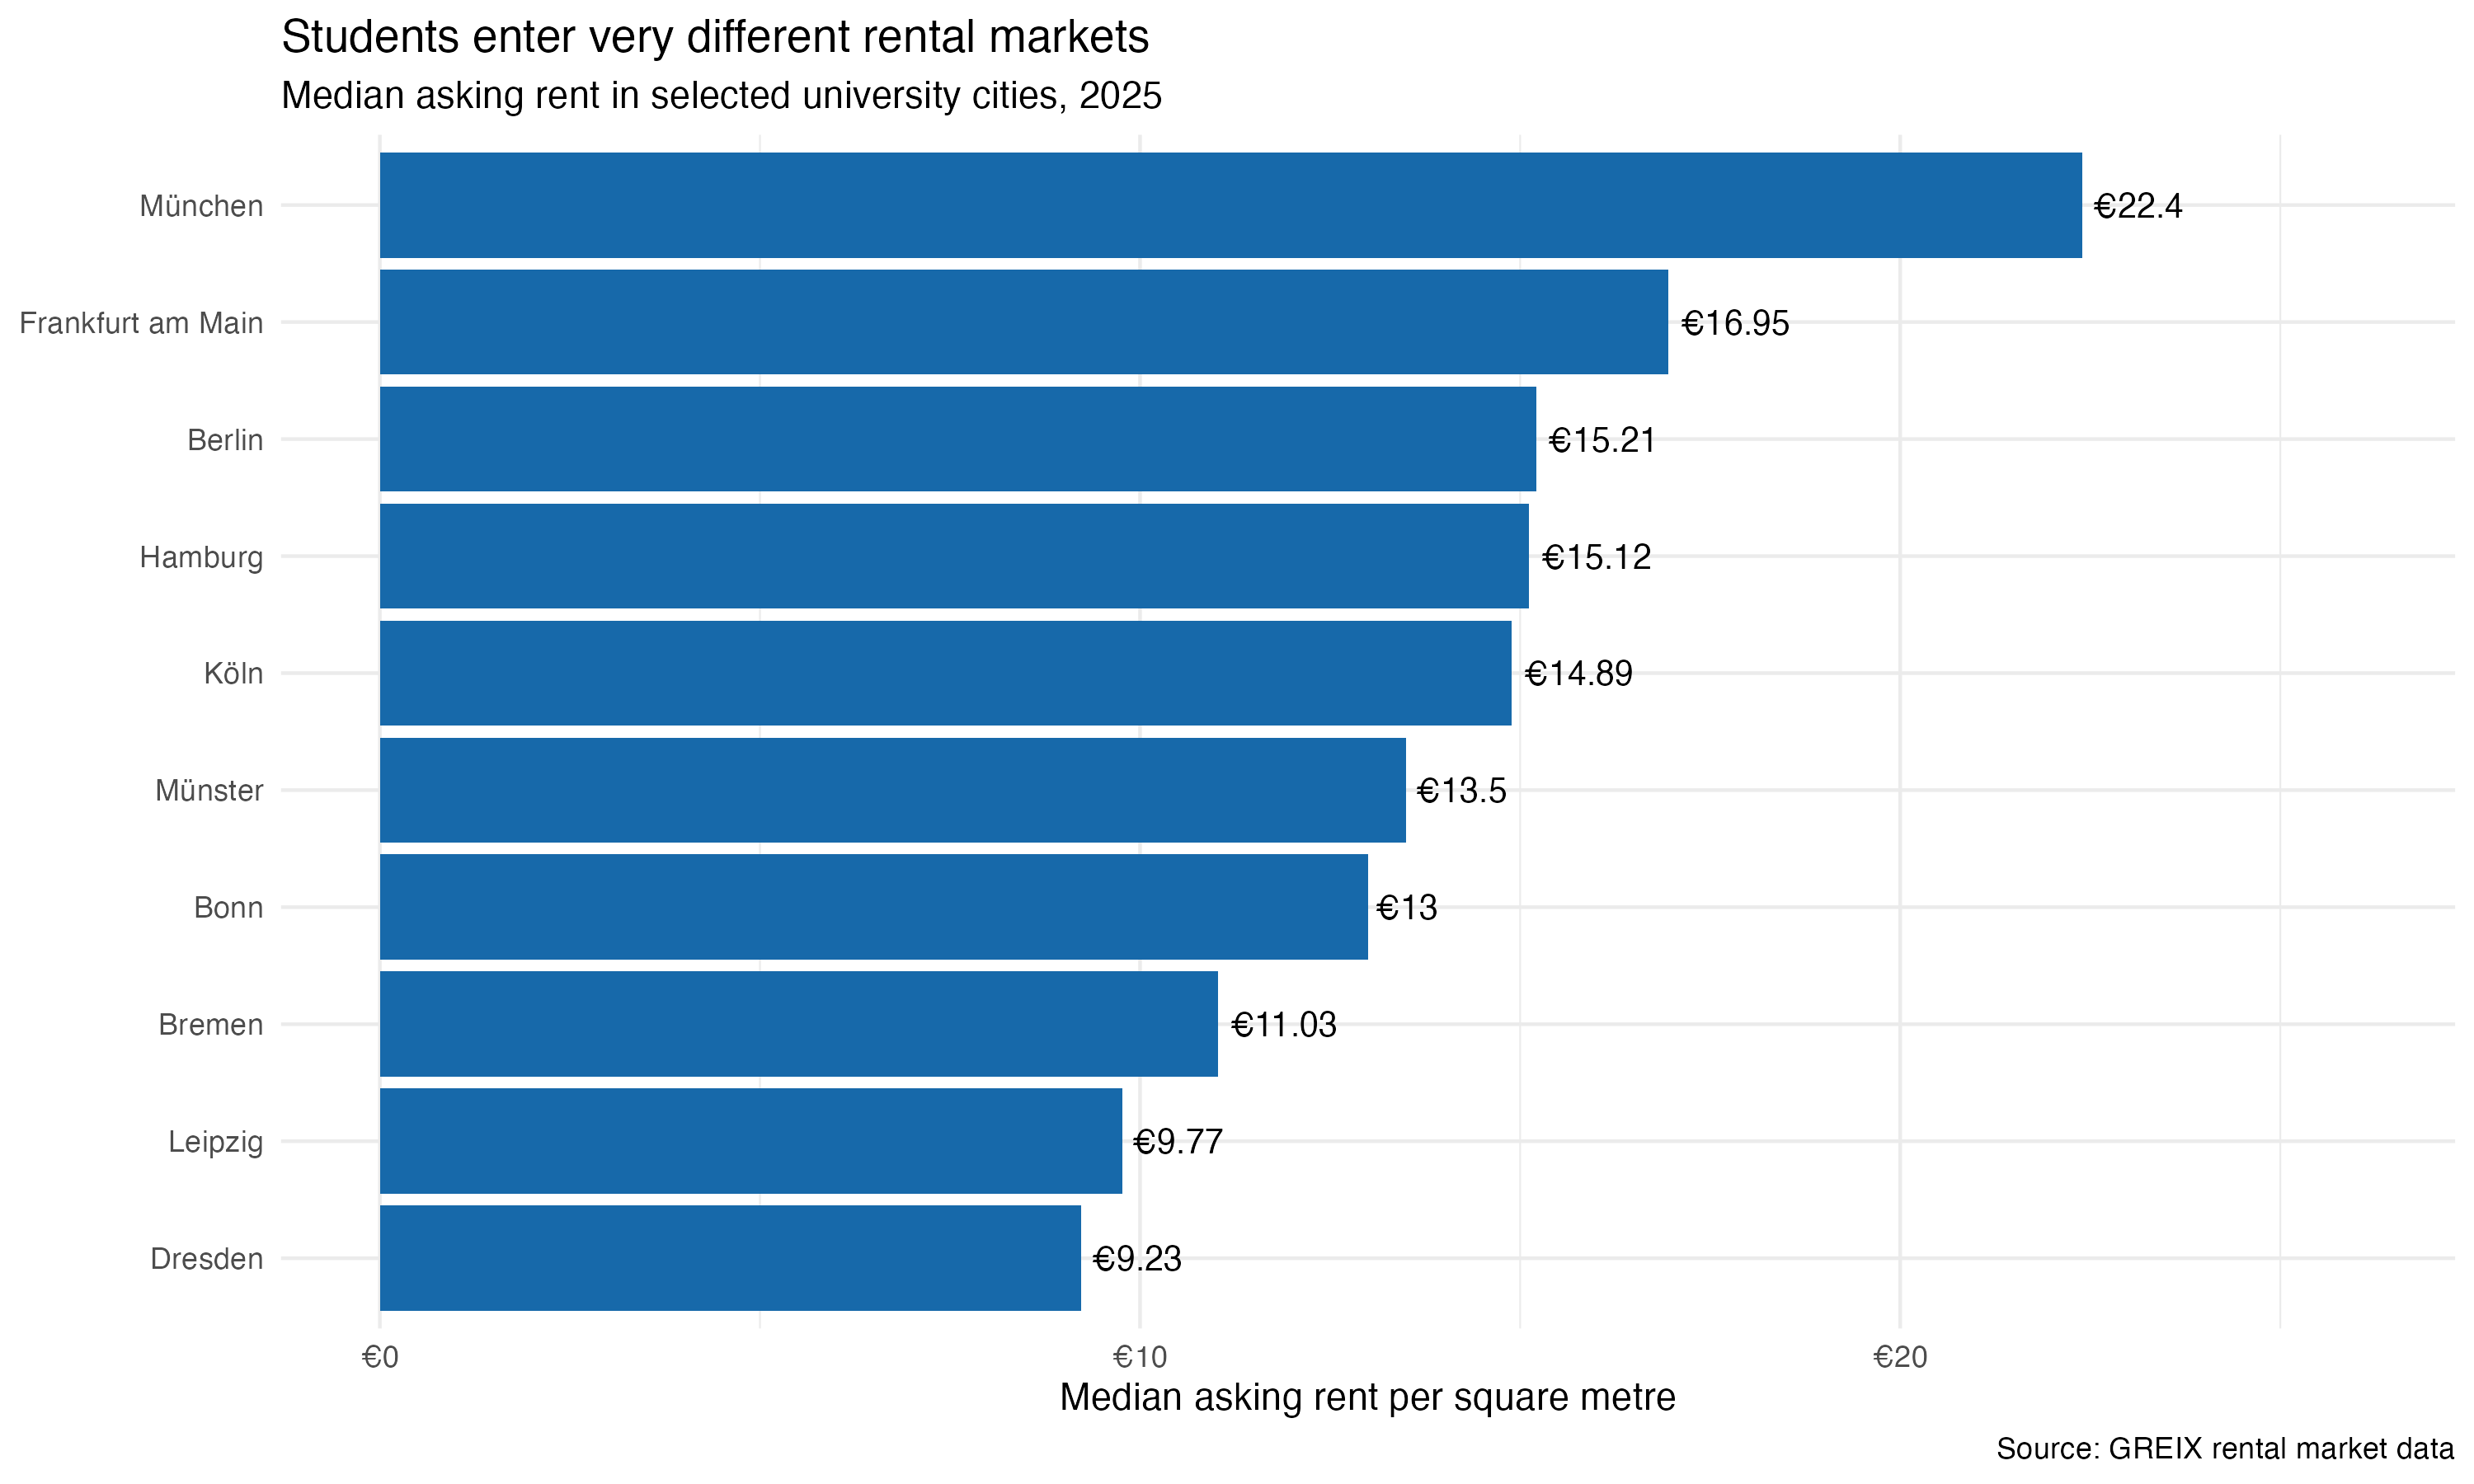 Students enter very different rental markets
Median asking rent in selected university cities, 2025
München €22.4
Frankfurt am Main €16.95
Berlin €15.21
Hamburg €15.12
Köln €14.89
Münster €13.5
Bonn €13
Bremen €11.03
Leipzig €9.77
Dresden €9.23
€0 €10 €20
Median asking rent per square metre
Source: GREIX rental market data